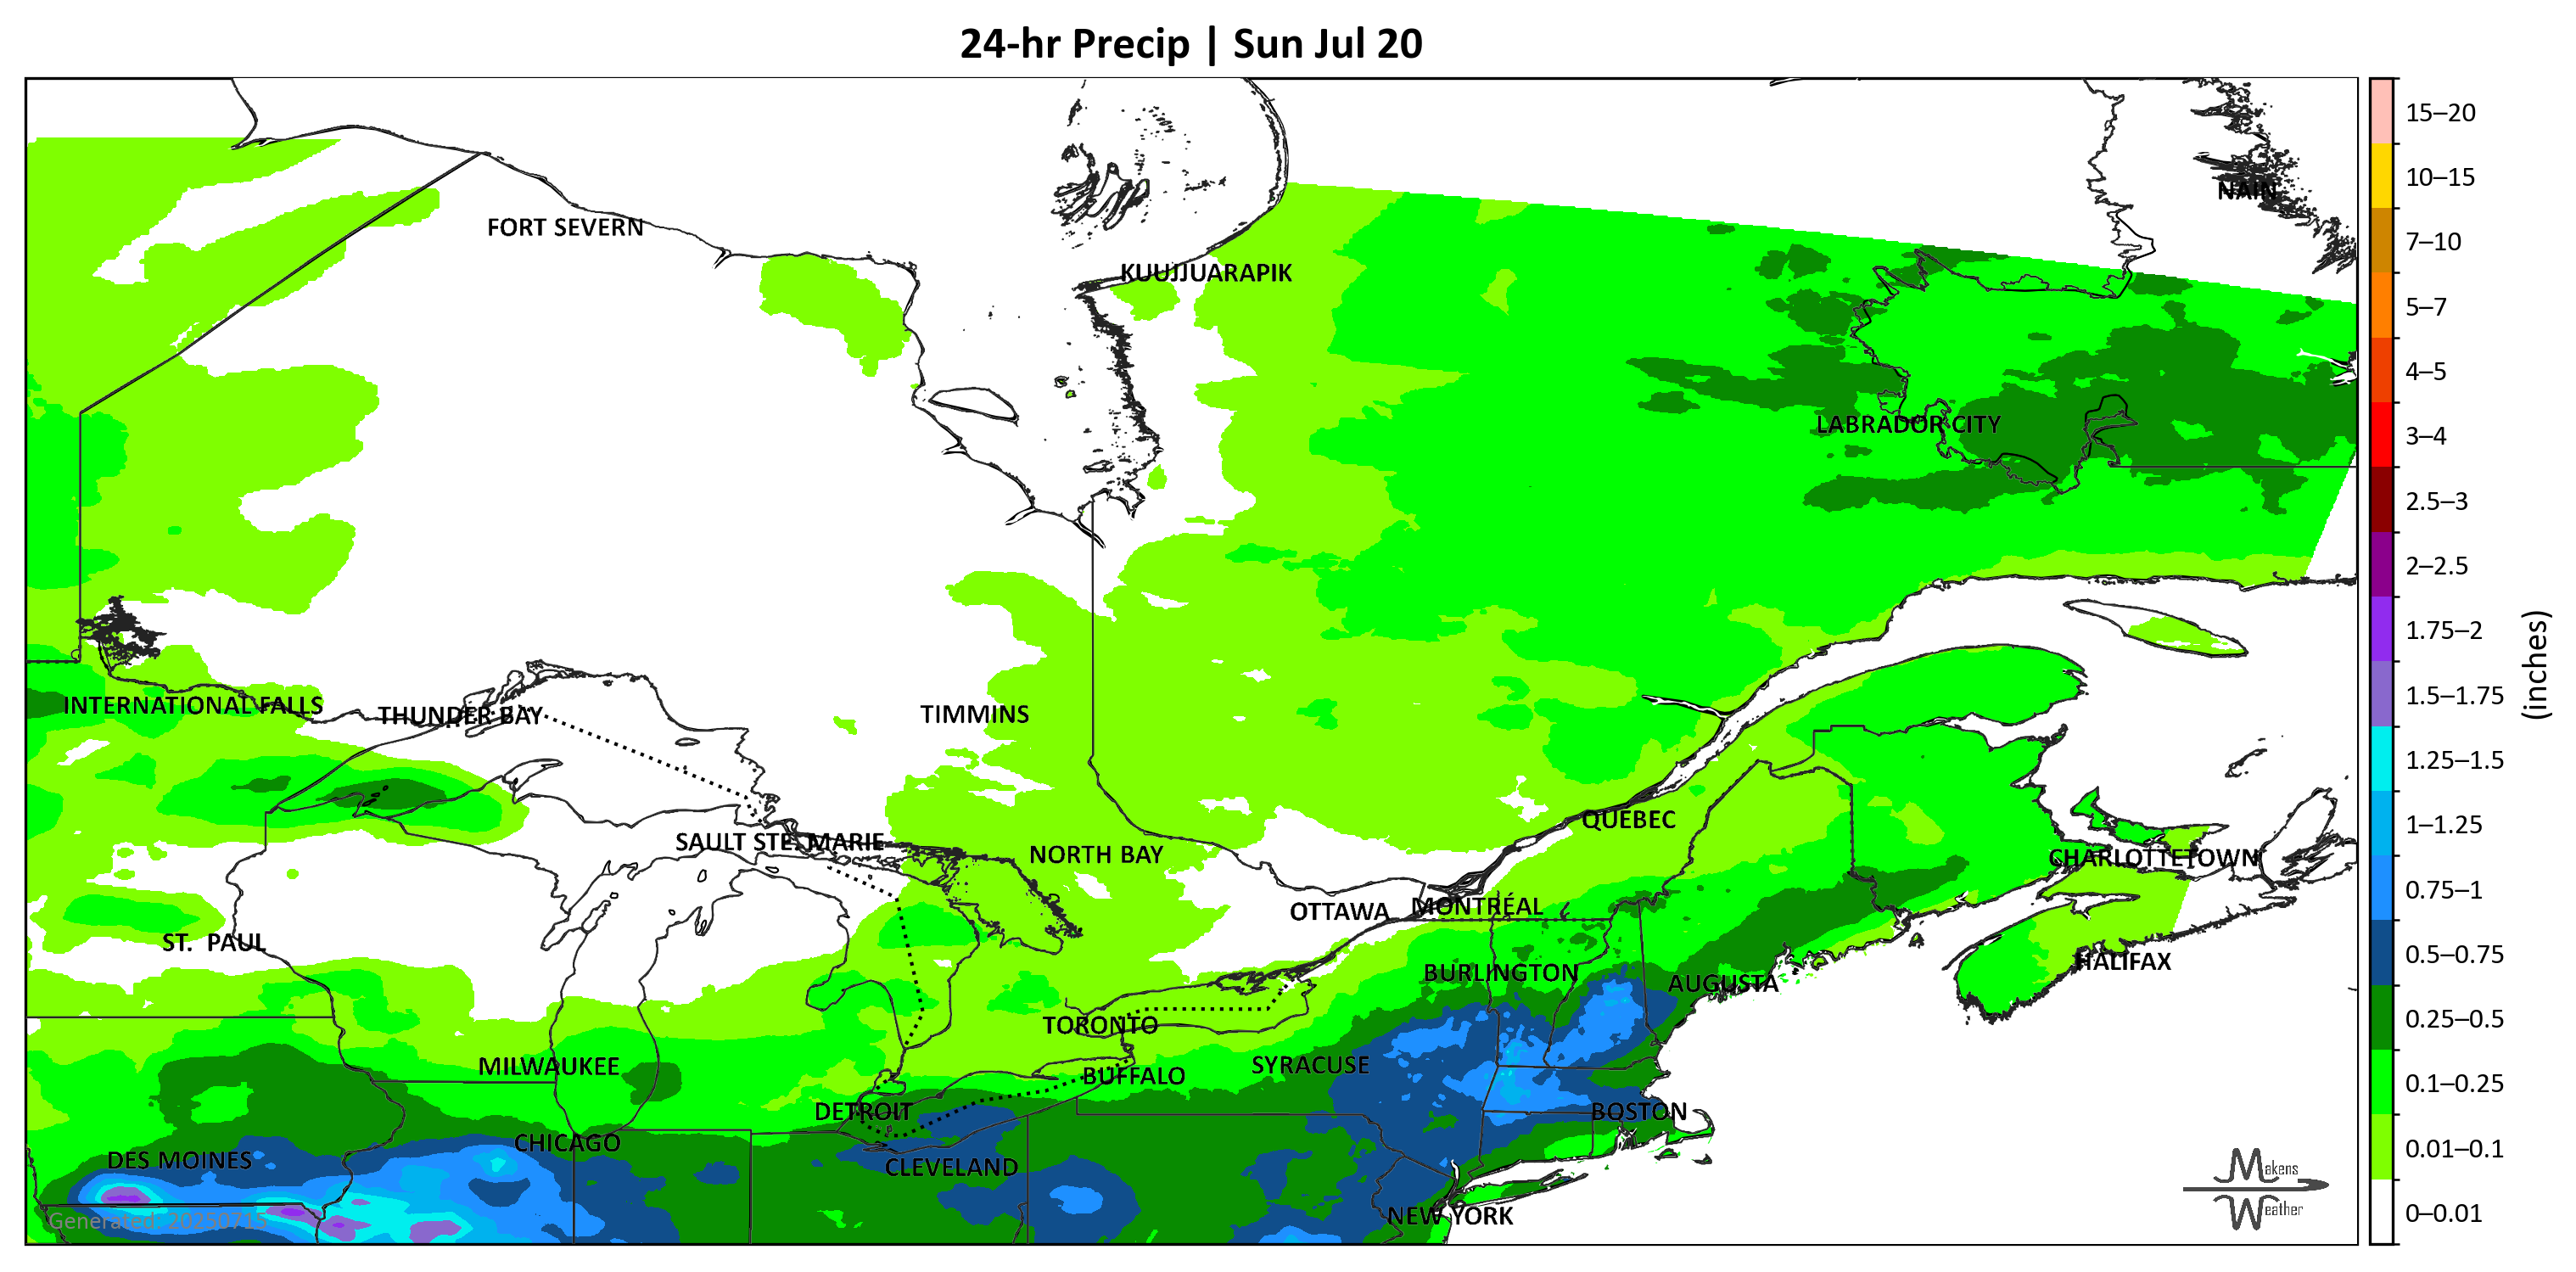 24-hr Precip | Sun Jul 20
15–20
10–15
NAIN
FORT SEVERN
7–10
KUUJJUARAPIK
5–7
4–5
LABRADOR CITY
3–4
2.5–3
2–2.5
1.75–2
(inches)
INTERNATIONAL FALLS
THUNDER BAY
TIMMINS
1.5–1.75
1.25–1.5
QUÉBEC
1–1.25
SAULT STE. MARIE
NORTH BAY
CHARLOTTETOWN
0.75–1
OTTAWA
MONTRÉAL
ST. PAUL
0.5–0.75
HALIFAX
BURLINGTON
AUGUSTA
TORONTO
0.25–0.5
MILWAUKEE
SYRACUSE
BUFFALO
0.1–0.25
DETROIT
BOSTON
CHICAGO
0.01–0.1
DES MOINES
CLEVELAND
Makens
Weather
Generated: 20250715
NEW YORK
0–0.01